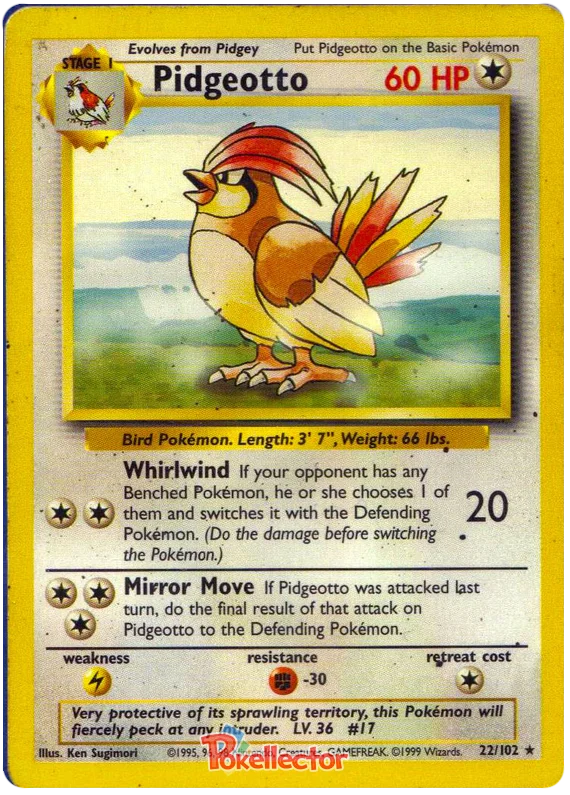 Evolves from Pidgey Put Pidgeotto on the Basic Pokémon
STAGE 1
Pidgeotto 60 HP
Bird Pokémon. Length: 3' 7", Weight: 66 lbs.
Whirlwind If your opponent has any
Benched Pokémon, he or she chooses 1 of
them and switches it with the Defending
Pokémon. (Do the damage before switching
the Pokémon.)
20
Mirror Move If Pidgeotto was attacked last
turn, do the final result of that attack on
Pidgeotto to the Defending Pokémon.
weakness resistance retreat cost
-30
Very protective of its sprawling territory, this Pokémon will
fiercely peck at any intruder. LV. 36 #17
Illus. Ken Sugimori ©1995, 96, 98 Nintendo, Creatures, GAMEFREAK. ©1999 Wizards. 22/102 ★
Pokellector